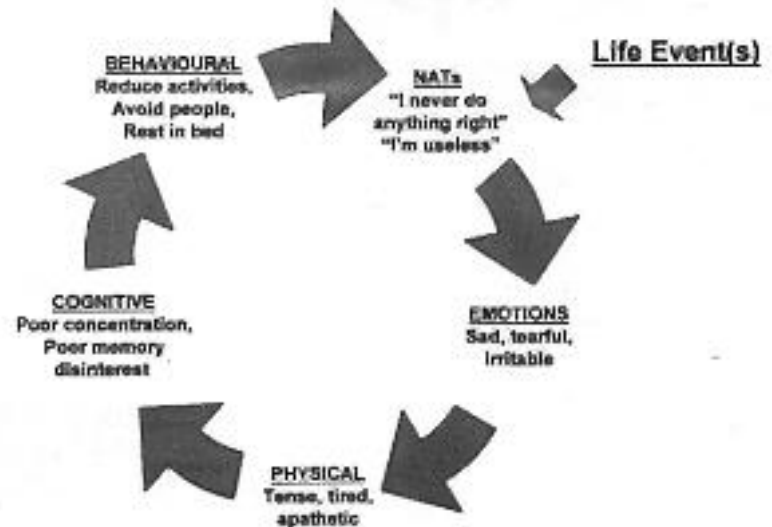 Life Event(s)
BEHAVIOURAL
Reduce activities,
Avoid people,
Rest in bed
NATs
“I never do
anything right”
“I'm useless”
EMOTIONS
Sad, tearful,
Irritable
PHYSICAL
Tense, tired,
apathetic
COGNITIVE
Poor concentration,
Poor memory
disinterest